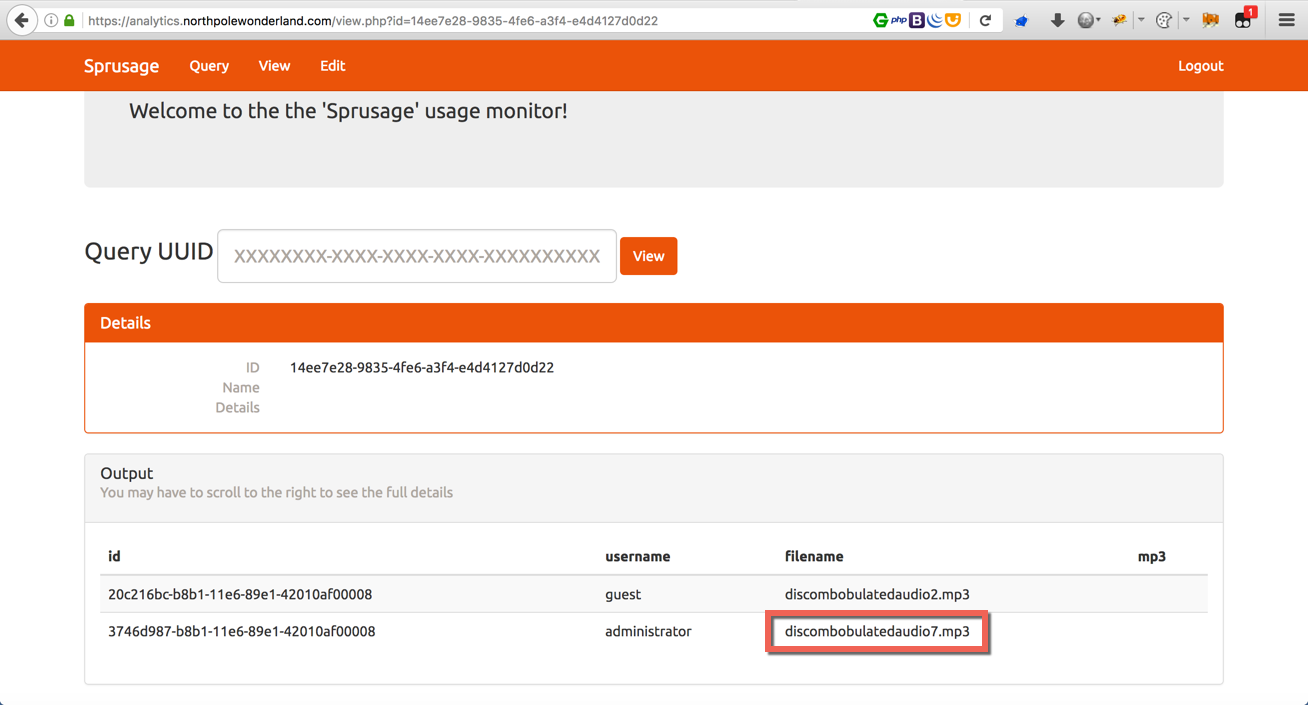 https://analytics.northpolewonderland.com/view.php?id=14ee7e28-9835-4fe6-a3f4-e4d4127d0d22
php
B
1
Sprusage Query View Edit Logout
Welcome to the the 'Sprusage' usage monitor!
Query UUID XXXXXXXX-XXXX-XXXX-XXXX-XXXXXXXXXX View
Details
ID 14ee7e28-9835-4fe6-a3f4-e4d4127d0d22
Name
Details
Output
You may have to scroll to the right to see the full details
id username filename mp3
20c216bc-b8b1-11e6-89e1-42010af00008 guest discombobulatedaudio2.mp3
3746d987-b8b1-11e6-89e1-42010af00008 administrator discombobulatedaudio7.mp3